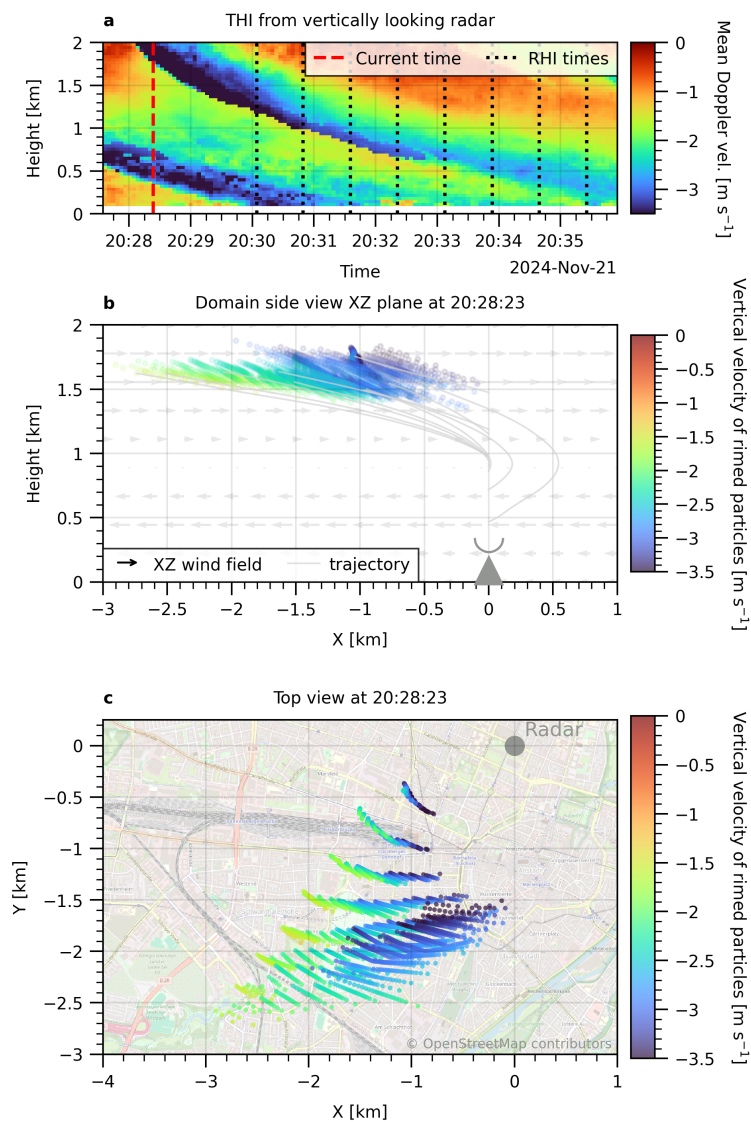 a THI from vertically looking radar
Current time RHI times
2
1.5
1
0.5
0
Height [km]
20:28 20:29 20:30 20:31 20:32 20:33 20:34 20:35
Time
2024-Nov-21
0
−1
−2
−3
Mean Doppler vel. [m s⁻¹]
b Domain side view XZ plane at 20:28:23
2
1.5
1
0.5
0
Height [km]
XZ wind field trajectory
−3 −2.5 −2 −1.5 −1 −0.5 0 0.5 1
X [km]
0
−0.5
−1
−1.5
−2
−2.5
−3
−3.5
Vertical velocity of rimed particles [m s⁻¹]
c Top view at 20:28:23
Radar
0
−0.5
−1
−1.5
−2
−2.5
−3
Y [km]
© OpenStreetMap contributors
−4 −3 −2 −1 0 1
X [km]
0
−0.5
−1
−1.5
−2
−2.5
−3
−3.5
Vertical velocity of rimed particles [m s⁻¹]